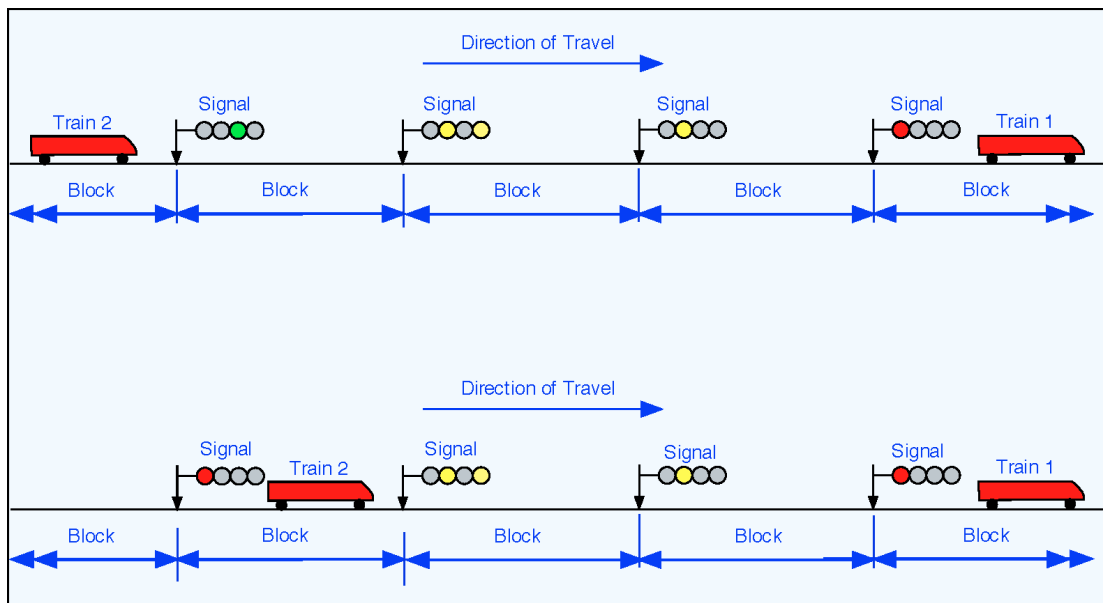 Direction of Travel
Signal Signal Signal Signal
Train 2 Train 1
Block Block Block Block Block
Direction of Travel
Signal Signal Signal Signal
Train 2 Train 1
Block Block Block Block Block